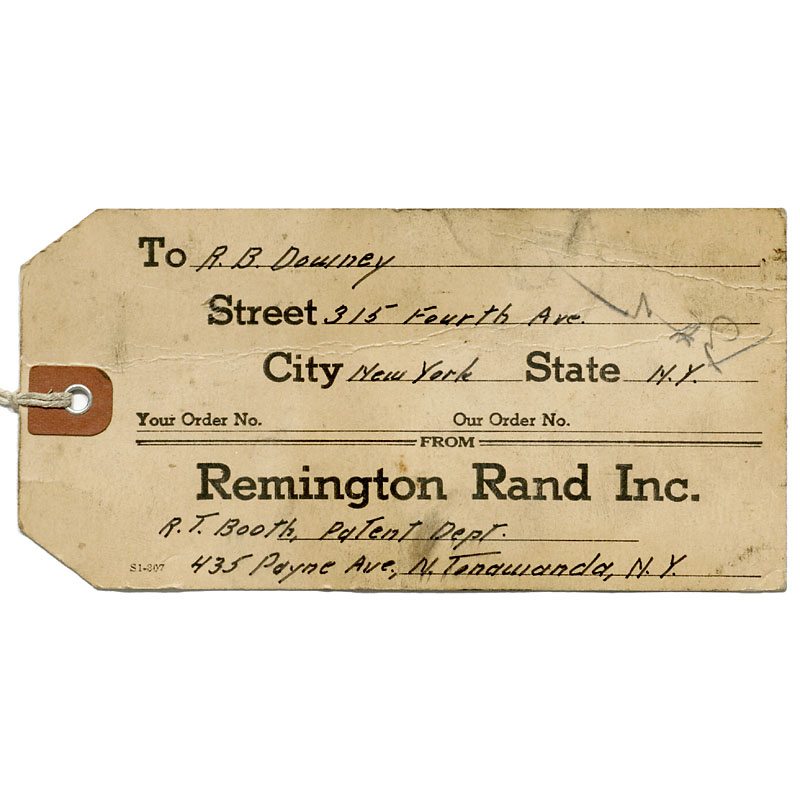 To R. B. Downey
Street 315 Fourth Ave.
City New York State N.Y.
Your Order No. Our Order No.
FROM
Remington Rand Inc.
R. T. Booth, Patent Dept.
S1-807 435 Payne Ave., N. Tonawanda, N. Y.